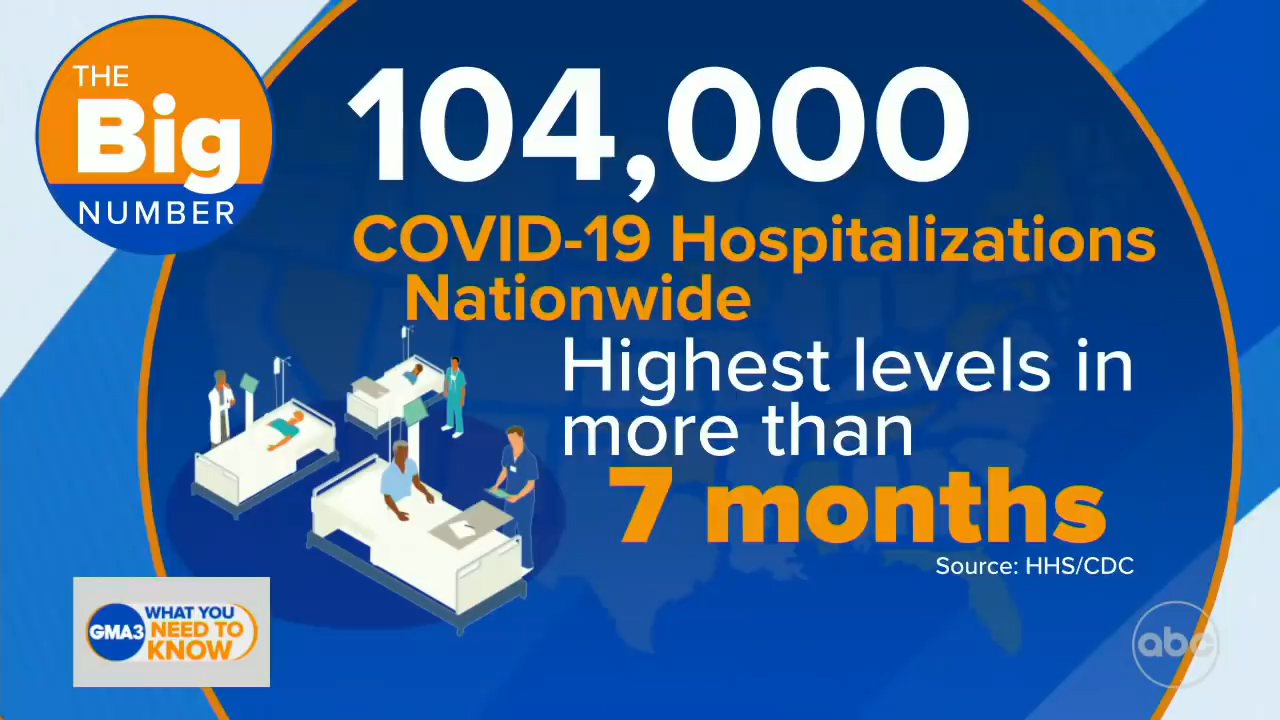 THE
Big
NUMBER
104,000
COVID-19 Hospitalizations
Nationwide
Highest levels in
more than
7 months
Source: HHS/CDC
GMA3
WHAT YOU
NEED TO
KNOW
abc